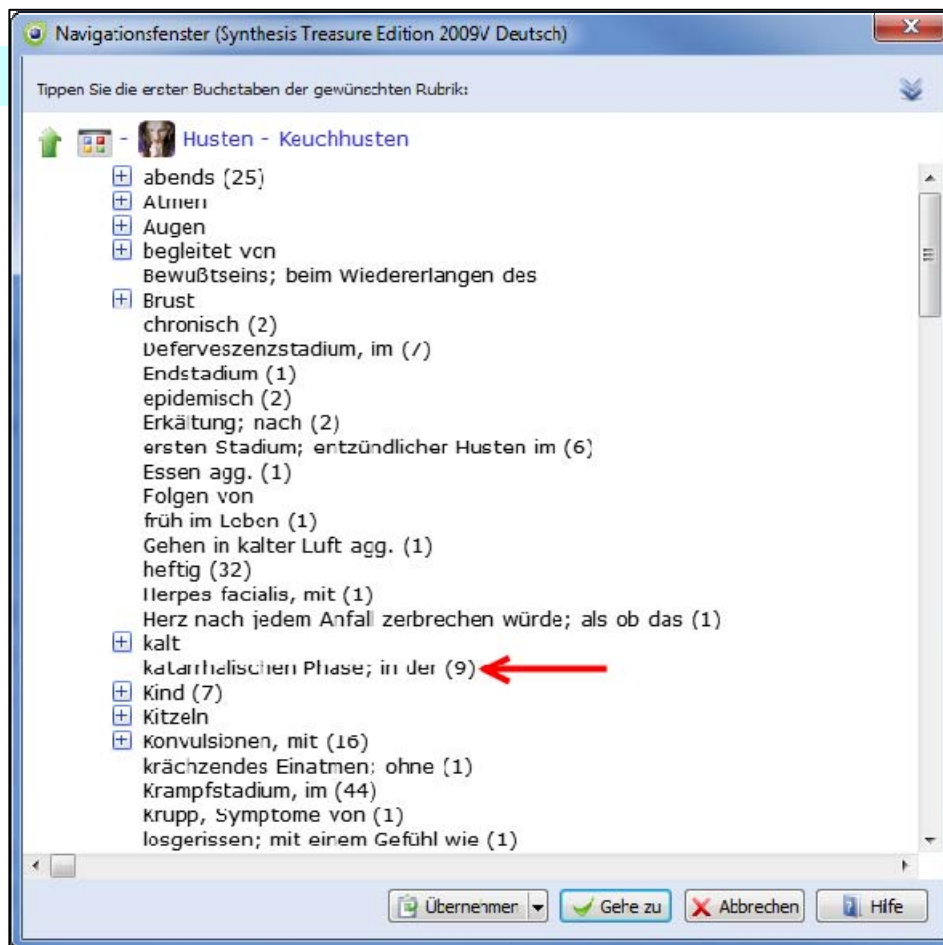 Navigationsfenster (Synthesis Treasure Edition 2009V Deutsch)
Tippen Sie die ersten Buchstaben der gewünschten Rubrik:
- Husten - Keuchhusten
abends (25)
Atmen
Augen
begleitet von
Bewußtseins; beim Wiedererlangen des
Brust
chronisch (2)
Deferveszenzstadium, im (7)
Endstadium (1)
epidemisch (2)
Erkältung; nach (2)
ersten Stadium; entzündlicher Husten im (6)
Essen agg. (1)
Folgen von
früh im Leben (1)
Gehen in kalter Luft agg. (1)
heftig (32)
Herpes facialis, mit (1)
Herz nach jedem Anfall zerbrechen würde; als ob das (1)
kalt
katarrhalischen Phase; in der (9)
Kind (7)
Kitzeln
Konvulsionen, mit (16)
krächzendes Einatmen; ohne (1)
Krampfstadium, im (44)
Krupp, Symptome von (1)
losgerissen; mit einem Gefühl wie (1)
Übernehmen Gehe zu Abbrechen Hilfe